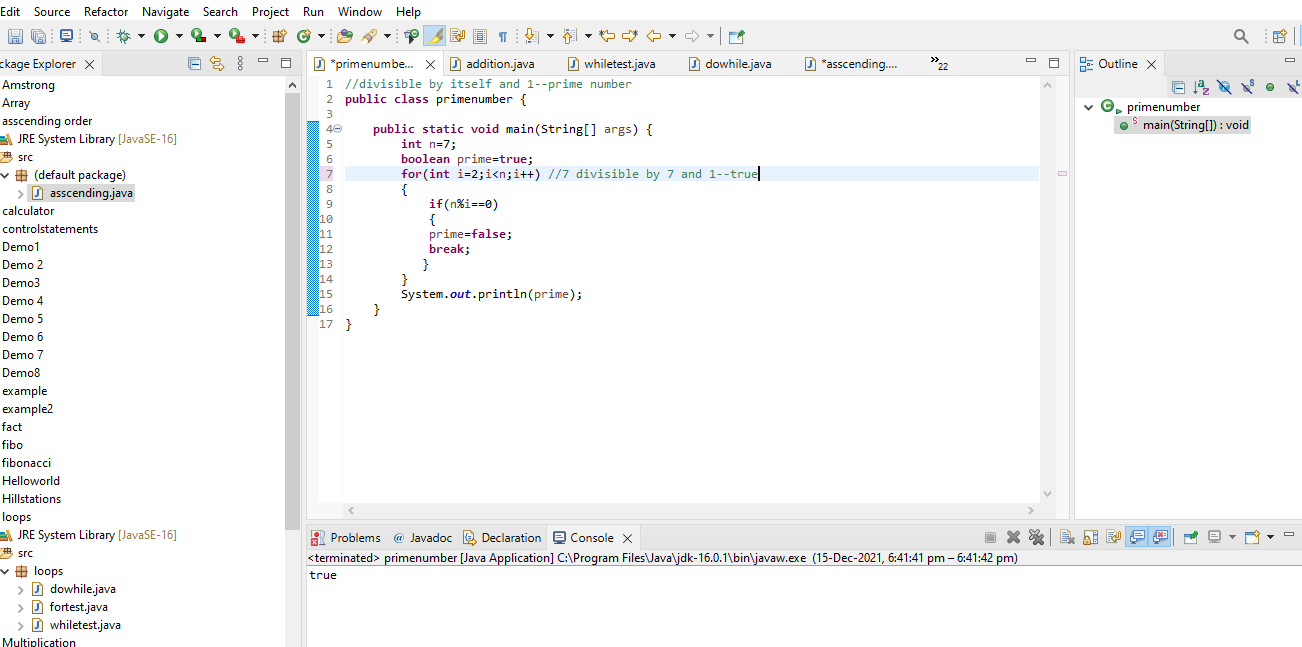 Edit Source Refactor Navigate Search Project Run Window Help
ckage Explorer
Amstrong
Array
asscending order
JRE System Library [JavaSE-16]
src
(default package)
asscending.java
calculator
controlstatements
Demo1
Demo 2
Demo3
Demo 4
Demo 5
Demo 6
Demo 7
Demo8
example
example2
fact
fibo
fibonacci
Helloworld
Hillstations
loops
JRE System Library [JavaSE-16]
src
loops
dowhile.java
fortest.java
whiletest.java
Multiplication
*primenumbe... addition.java whiletest.java dowhile.java *asscending.... »22
1 //divisible by itself and 1--prime number
2 public class primenumber {
3
4 public static void main(String[] args) {
5 int n=7;
6 boolean prime=true;
7 for(int i=2;i<n;i++) //7 divisible by 7 and 1--true
8 {
9 if(n%i==0)
10 {
11 prime=false;
12 break;
13 }
14 }
15 System.out.println(prime);
16 }
17 }
Outline
primenumber
main(String[]) : void
Problems @ Javadoc Declaration Console
<terminated> primenumber [Java Application] C:\Program Files\Java\jdk-16.0.1\bin\javaw.exe (15-Dec-2021, 6:41:41 pm – 6:41:42 pm)
true